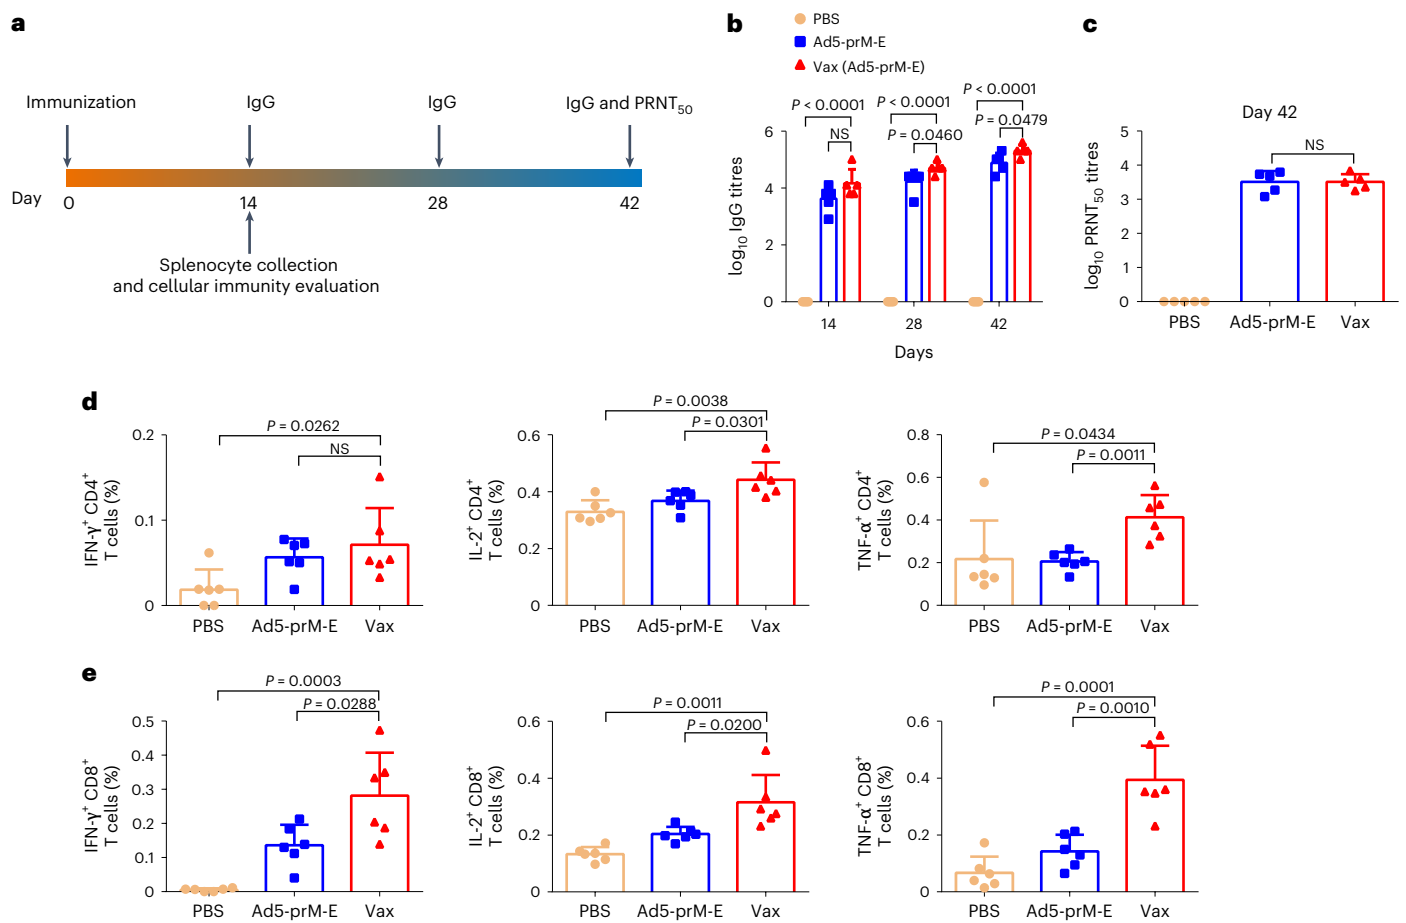 a
Immunization
IgG
IgG
IgG and PRNT50
Day
0
14
28
42
Splenocyte collection
and cellular immunity evaluation
b
PBS
Ad5-prM-E
Vax (Ad5-prM-E)
P < 0.0001
NS
P < 0.0001
P = 0.0460
P < 0.0001
P = 0.0479
log10 IgG titres
6
4
2
0
14
28
42
Days
c
Day 42
NS
log10 PRNT50 titres
5
4
3
2
1
0
PBS
Ad5-prM-E
Vax
d
P = 0.0262
NS
IFN-γ+ CD4+
T cells (%)
0.2
0.1
0
PBS
Ad5-prM-E
Vax
P = 0.0038
P = 0.0301
IL-2+ CD4+
T cells (%)
0.6
0.4
0.2
0
PBS
Ad5-prM-E
Vax
P = 0.0434
P = 0.0011
TNF-α+ CD4+
T cells (%)
0.8
0.6
0.4
0.2
0
PBS
Ad5-prM-E
Vax
e
P = 0.0003
P = 0.0288
IFN-γ+ CD8+
T cells (%)
0.5
0.4
0.3
0.2
0.1
0
PBS
Ad5-prM-E
Vax
P = 0.0011
P = 0.0200
IL-2+ CD8+
T cells (%)
0.6
0.4
0.2
0
PBS
Ad5-prM-E
Vax
P = 0.0001
P = 0.0010
TNF-α+ CD8+
T cells (%)
0.6
0.4
0.2
0
PBS
Ad5-prM-E
Vax